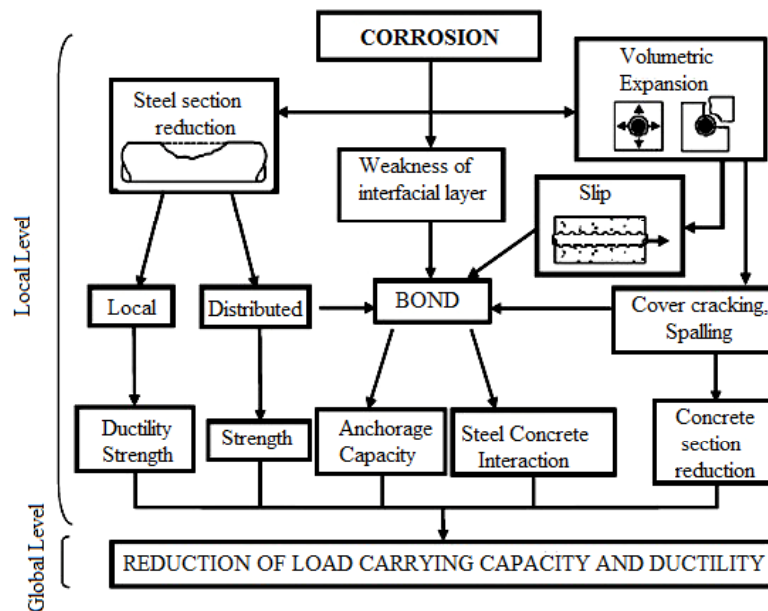 CORROSION
Steel section
reduction
Volumetric
Expansion
Weakness of
interfacial layer
Slip
Local
Distributed
BOND
Cover cracking,
Spalling
Ductility
Strength
Strength
Anchorage
Capacity
Steel Concrete
Interaction
Concrete
section
reduction
REDUCTION OF LOAD CARRYING CAPACITY AND DUCTILITY
Local Level
Global Level